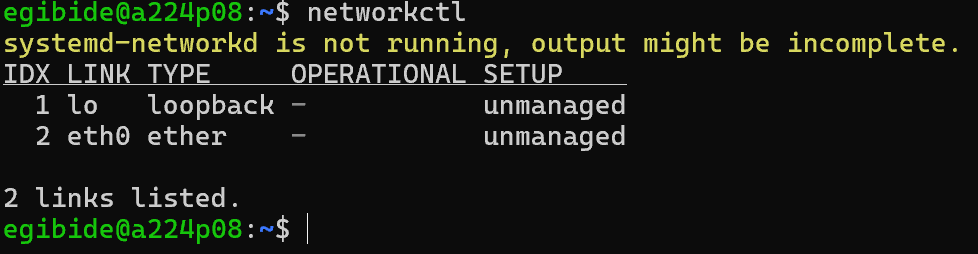 egibide@a224p08:~$ networkctl
systemd-networkd is not running, output might be incomplete.
IDX LINK TYPE     OPERATIONAL SETUP
  1 lo   loopback -           unmanaged
  2 eth0 ether    -           unmanaged

2 links listed.
egibide@a224p08:~$